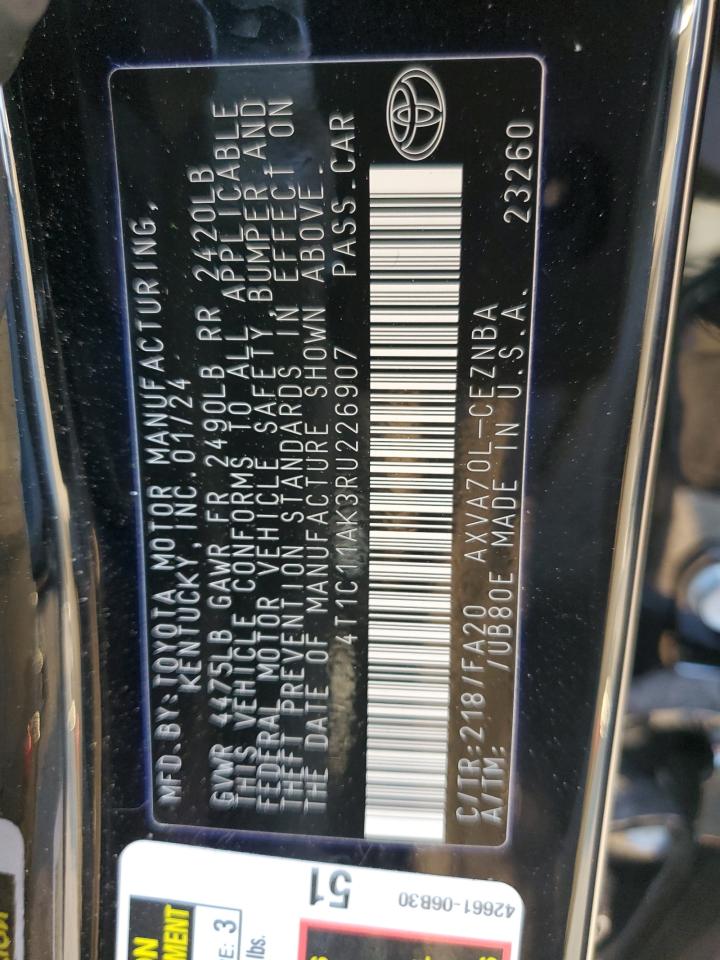 MFD.BY: TOYOTA MOTOR MANUFACTURING,
KENTUCKY, INC. 01/24
GVWR 4475LB GAWR FR 2490LB RR 2420LB
THIS VEHICLE CONFORMS TO ALL APPLICABLE
FEDERAL MOTOR VEHICLE SAFETY, BUMPER AND
THEFT PREVENTION STANDARDS IN EFFECT ON
THE DATE OF MANUFACTURE SHOWN ABOVE.
4T1C11AK3RU226907 PASS.CAR
C/TR:218/FA20 AXVA70L-CEZNBA
A/TM: /UB80E MADE IN U.S.A. 23260
51
42661-06B30
3
lbs.